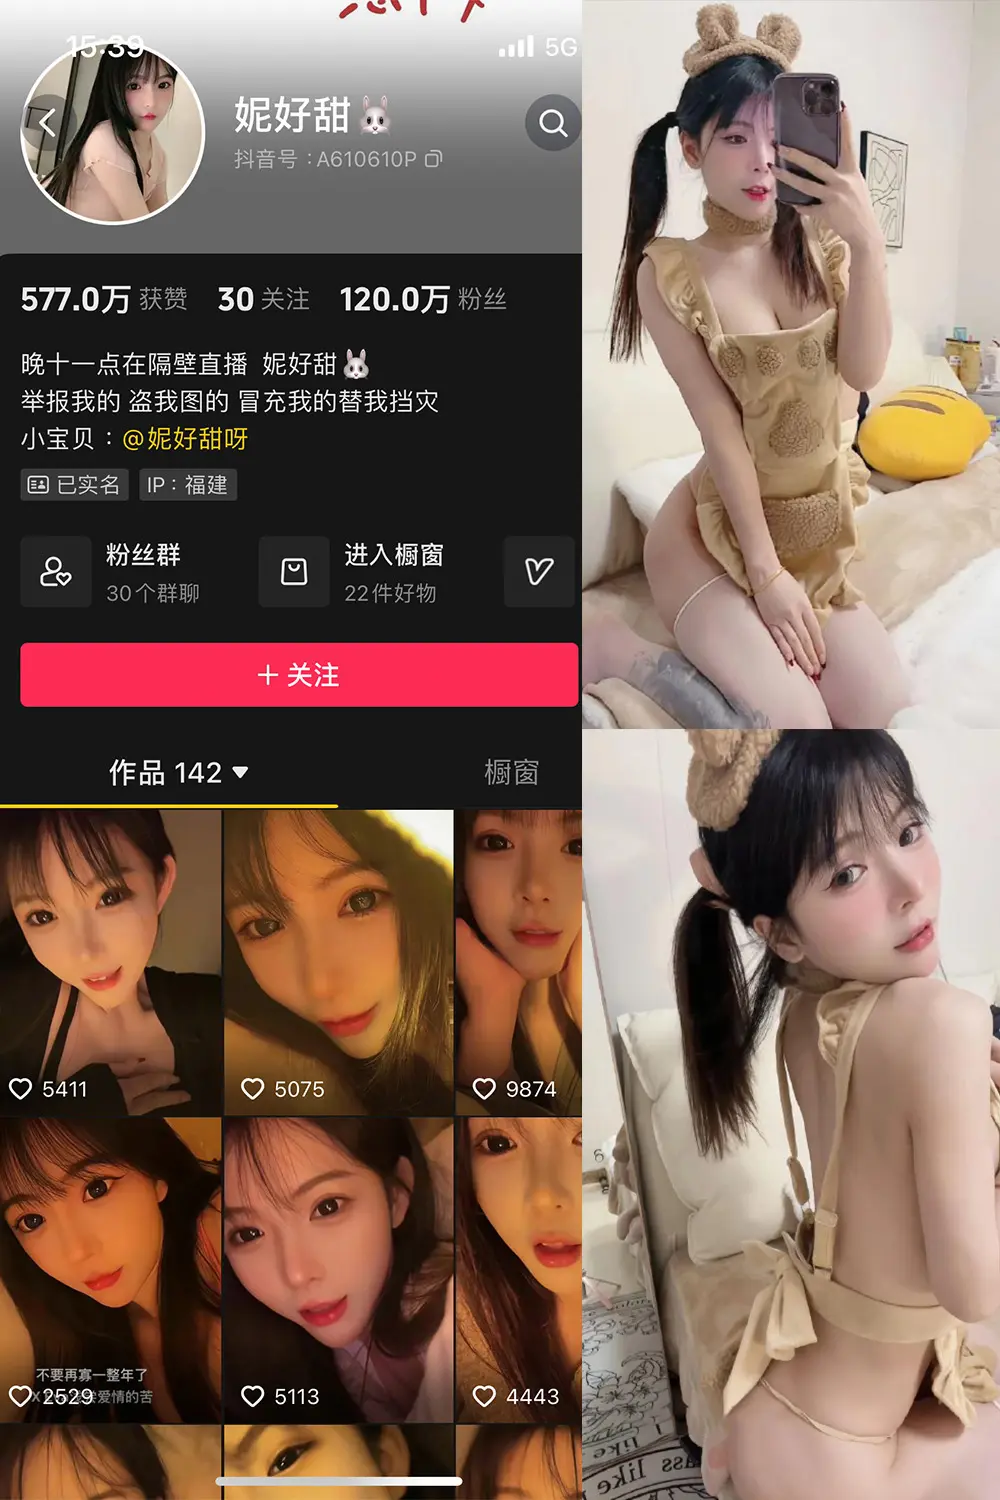 15:39
5G
妮好甜🐰
抖音号：A610610P
577.0万 获赞 30 关注 120.0万 粉丝
晚十一点在隔壁直播 妮好甜🐰
举报我的 盗我图的 冒充我的替我挡灾
小宝贝：@妮好甜呀
已实名 IP：福建
粉丝群
30个群聊
进入橱窗
22件好物
＋关注
作品 142 ▼
橱窗
5411
5075
9874
不要再寡一整年了
爱情的苦
2529
5113
4443
like
ass like